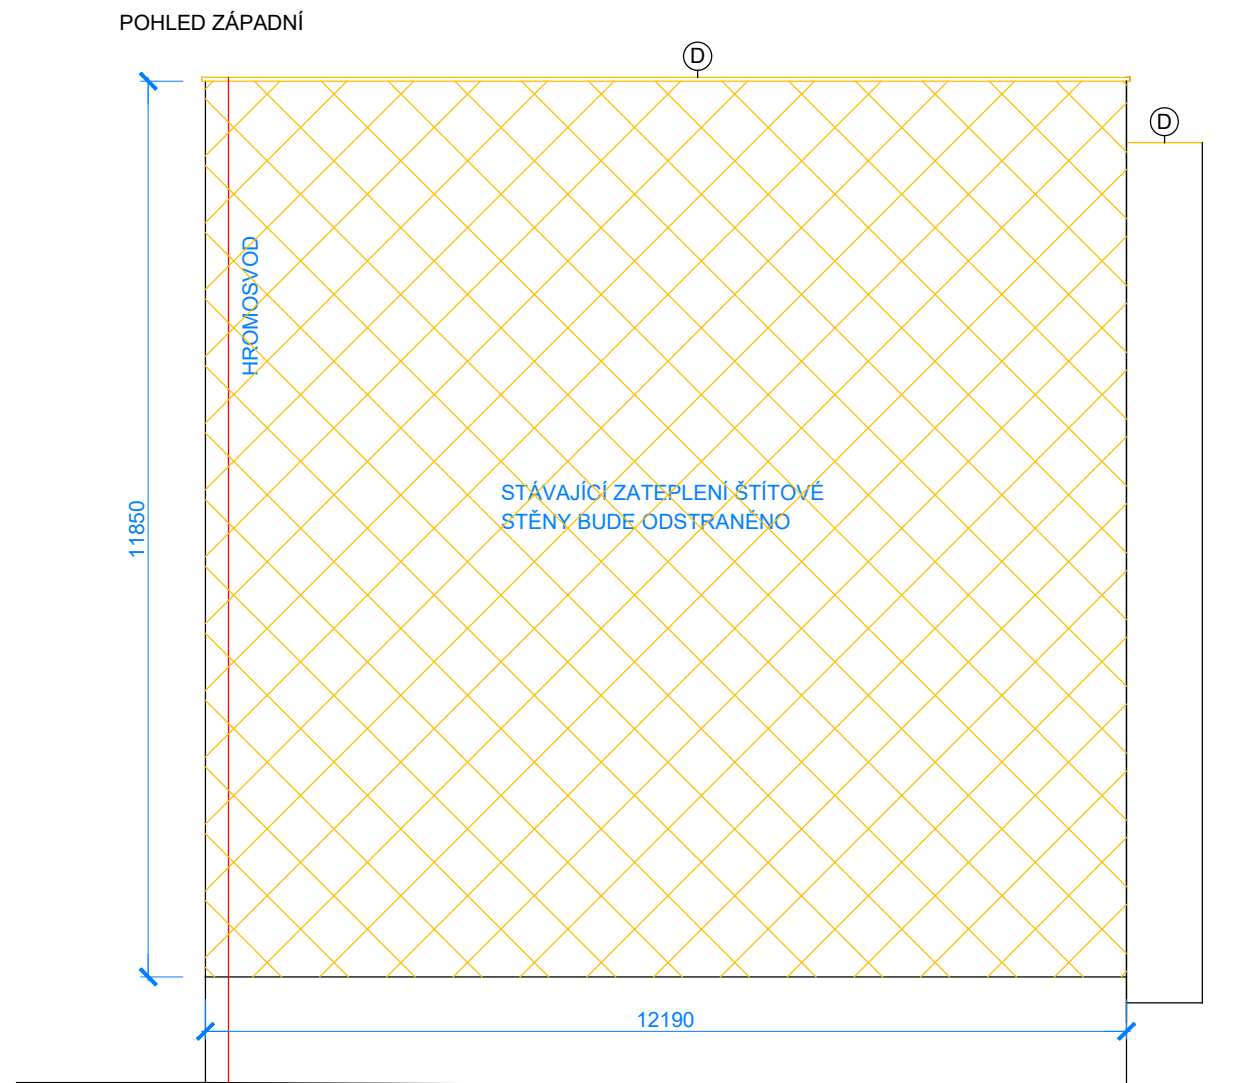 POHLED ZÁPADNÍ
D
D
HROMOSVOD
STÁVAJÍCÍ ZATEPLENÍ ŠTÍTOVÉ
STĚNY BUDE ODSTRANĚNO
11850
12190